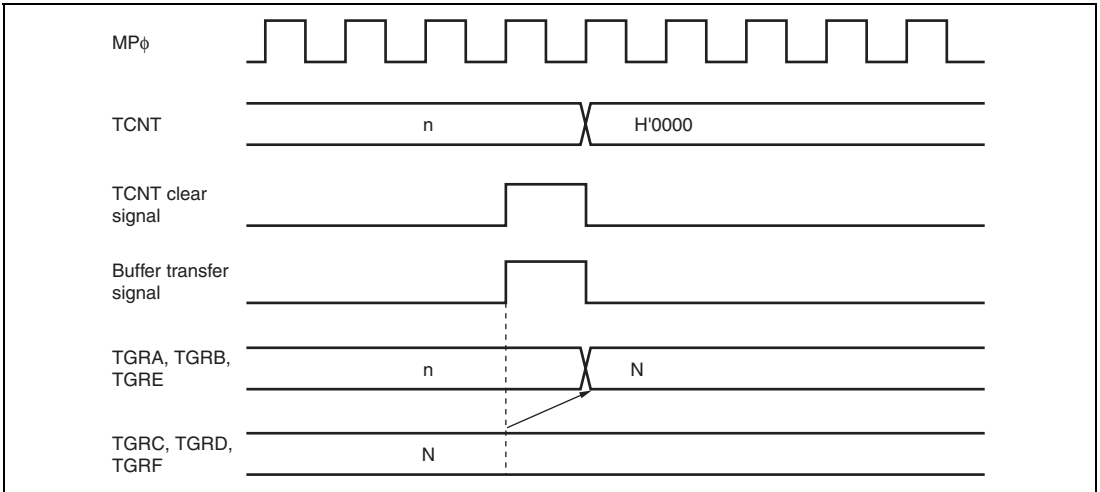 MPϕ
TCNT
n
H'0000
TCNT clear
signal
Buffer transfer
signal
TGRA, TGRB,
TGRE
n
N
TGRC, TGRD,
TGRF
N